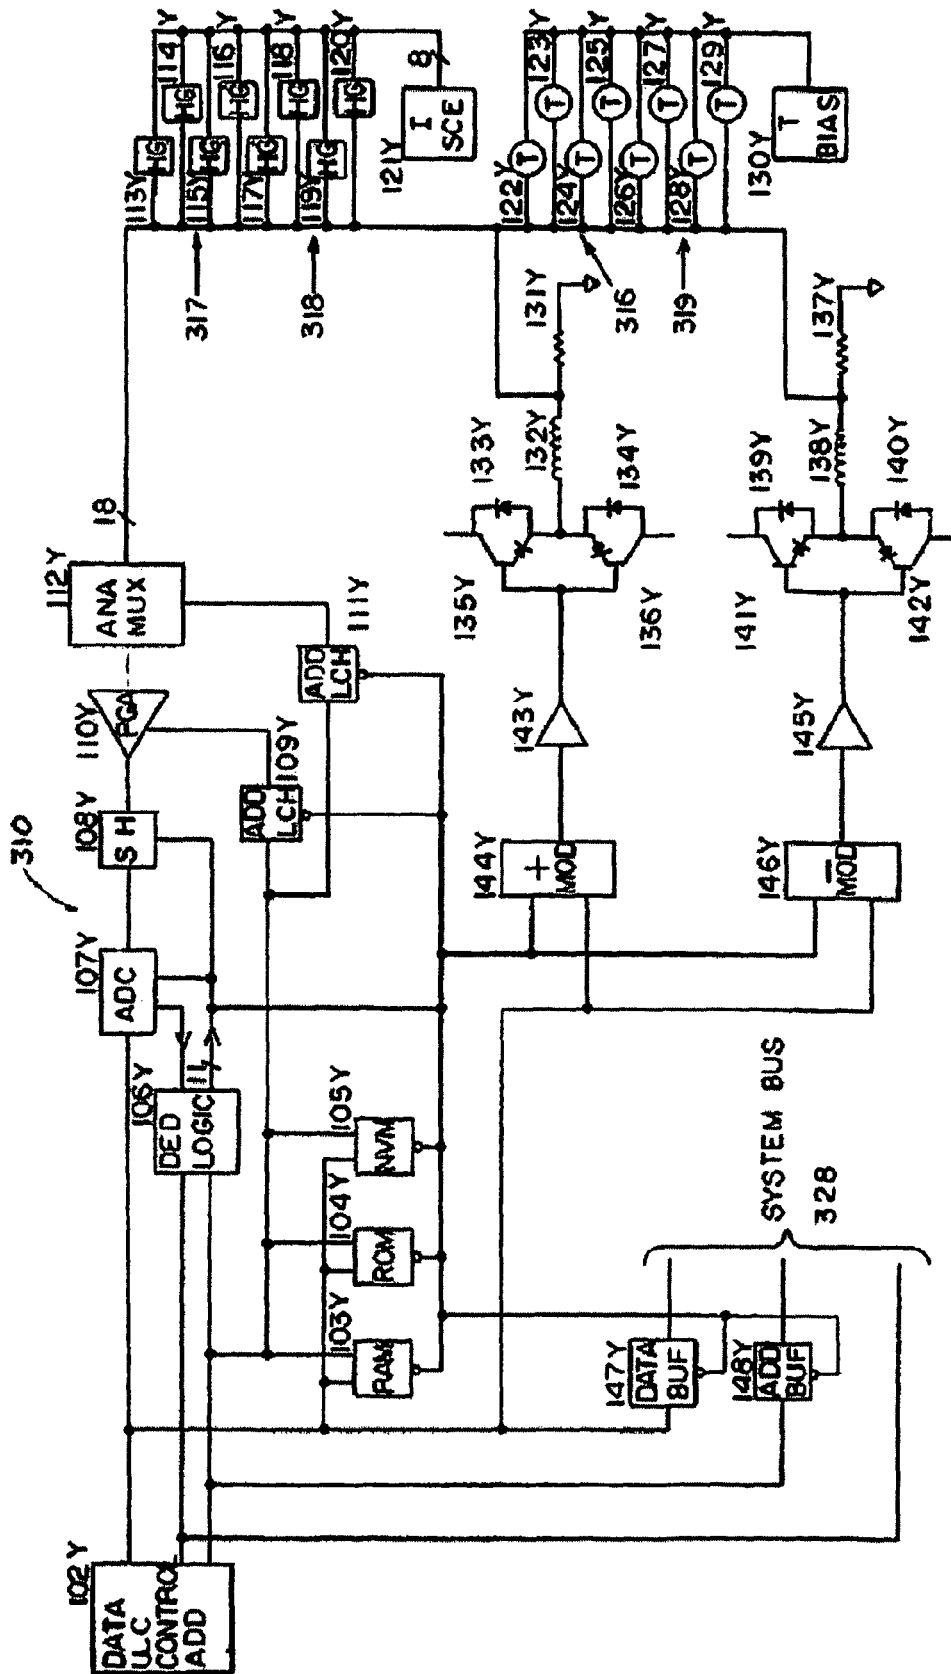 310
102Y
DATA
ULC
CONTROL
ADD
103Y
RAM
104Y
ROM
105Y
NVM
106Y
DED
LOGIC
11
107Y
ADC
108Y
S H
109Y
ADD
LCH
110Y
PGA
111Y
ADD
LCH
112Y
ANA
MUX
18
113Y
HG
114Y
HG
115Y
HG
116Y
HG
117Y
HG
118Y
HG
119Y
HG
120Y
HG
317
318
8
121Y
I
SCE
122Y
T
123Y
T
124Y
T
125Y
T
126Y
T
127Y
T
128Y
T
129Y
T
316
319
130Y
T
BIAS
131Y
132Y
133Y
134Y
135Y
136Y
137Y
138Y
139Y
140Y
141Y
142Y
143Y
144Y
+
MOD
145Y
146Y
–
MOD
147Y
DATA
BUF
148Y
ADD
BUF
SYSTEM BUS
328